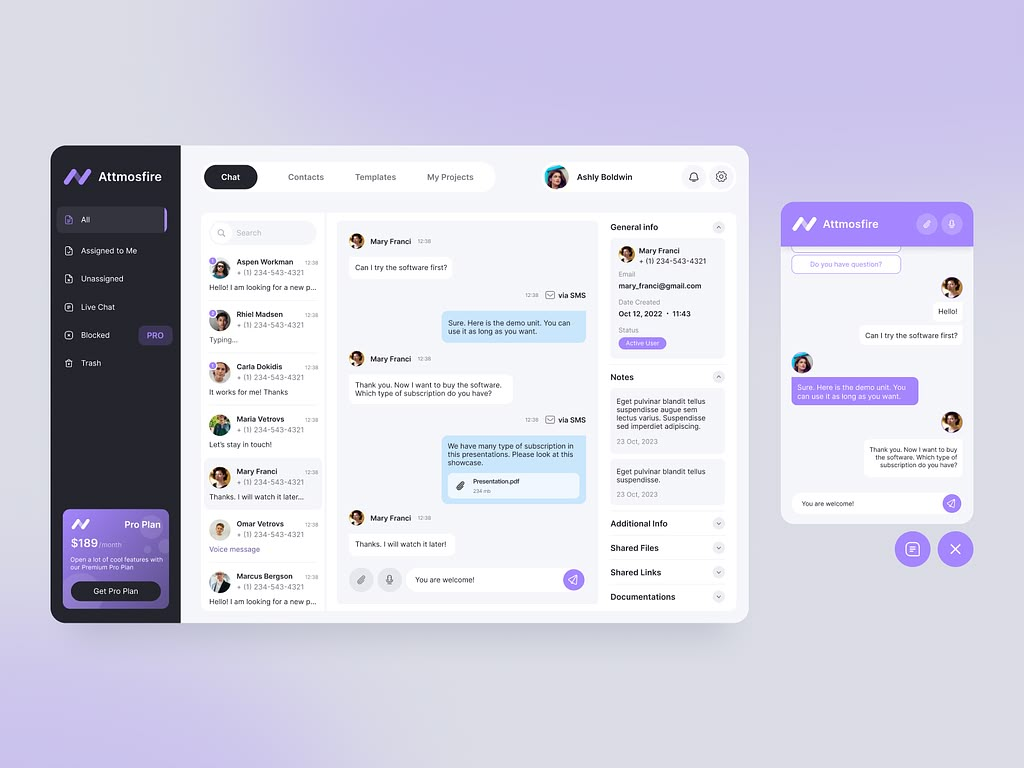 Attmosfire
All
Assigned to Me
Unassigned
Live Chat
Blocked
PRO
Trash
Pro Plan
$189/month
Open a lot of cool features with
our Premium Pro Plan
Get Pro Plan
Chat
Contacts
Templates
My Projects
Ashly Boldwin
Search
Aspen Workman
12:38
+ (1) 234-543-4321
Hello! I am looking for a new p...
Rhiel Madsen
12:38
+ (1) 234-543-4321
Typing...
Carla Dokidis
12:38
+ (1) 234-543-4321
It works for me! Thanks
Maria Vetrovs
12:38
+ (1) 234-543-4321
Let's stay in touch!
Mary Franci
12:38
+ (1) 234-543-4321
Thanks. I will watch it later...
Omar Vetrovs
12:38
+ (1) 234-543-4321
Voice message
Marcus Bergson
12:38
+ (1) 234-543-4321
Hello! I am looking for a new p...
Mary Franci 12:38
Can I try the software first?
12:38 via SMS
Sure. Here is the demo unit. You can
use it as long as you want.
Mary Franci 12:38
Thank you. Now I want to buy the software.
Which type of subscription do you have?
12:38 via SMS
We have many type of subscription in
this presentations. Please look at this
showcase.
Presentation.pdf
234 mb
Mary Franci 12:38
Thanks. I will watch it later!
You are welcome!
General info
Mary Franci
+ (1) 234-543-4321
Email
mary_franci@gmail.com
Date Created
Oct 12, 2022 • 11:43
Status
Active User
Notes
Eget pulvinar blandit tellus
suspendisse augue sem
lectus varius. Suspendisse
sed imperdiet adipiscing.
23 Oct, 2023
Eget pulvinar blandit tellus
suspendisse.
23 Oct, 2023
Additional Info
Shared Files
Shared Links
Documentations
Attmosfire
Do you have question?
Hello!
Can I try the software first?
Sure. Here is the demo unit. You
can use it as long as you want.
Thank you. Now I want to buy
the software. Which type of
subscription do you have?
You are welcome!